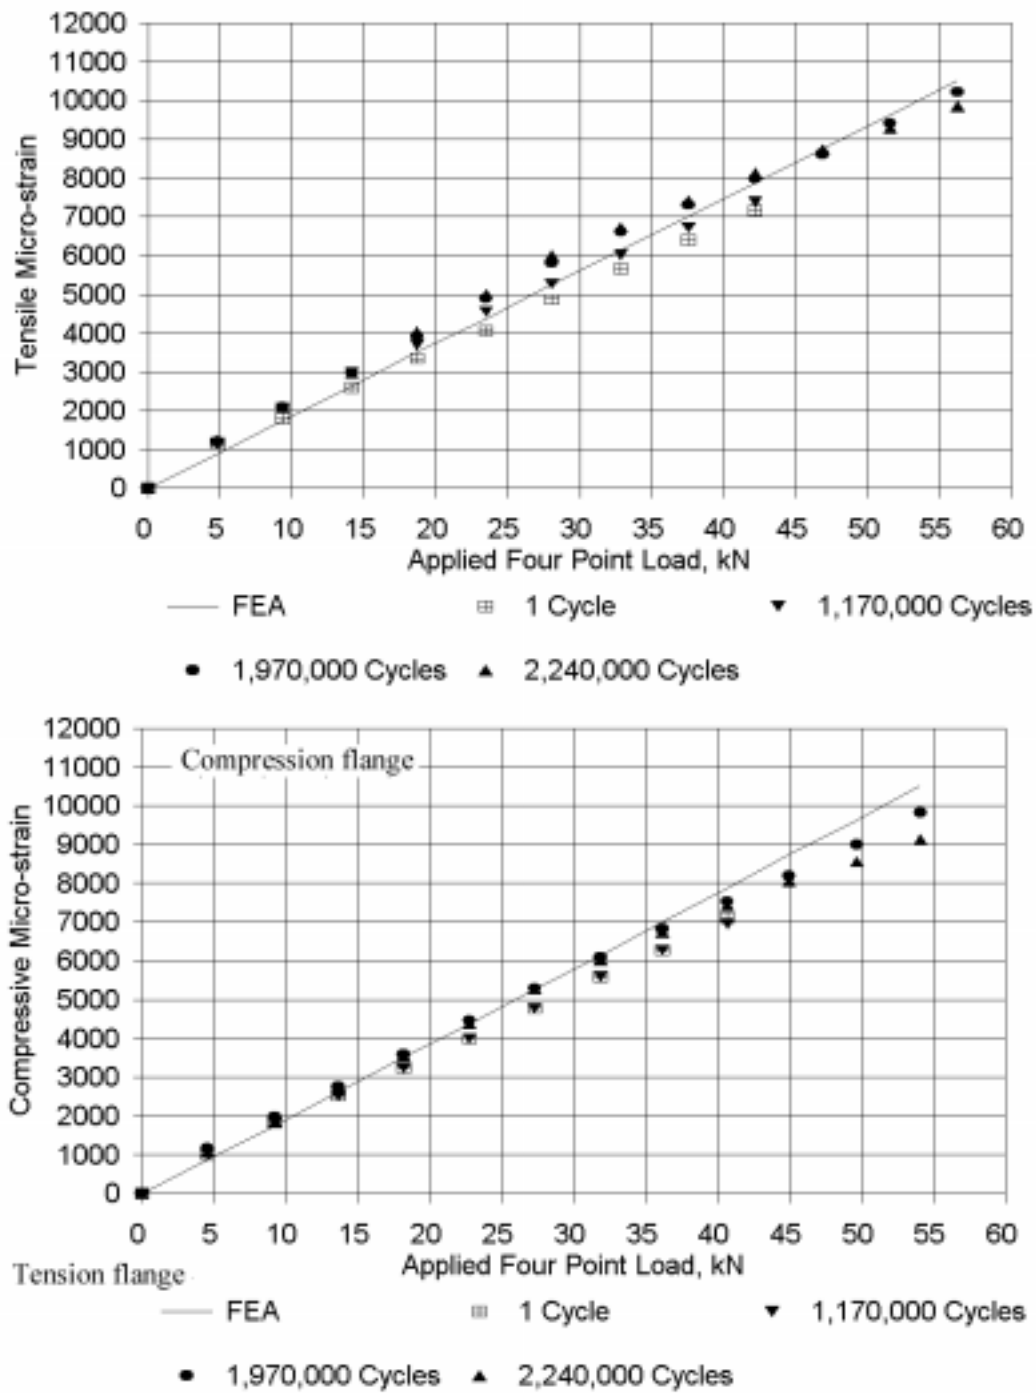 12000
11000
10000
9000
8000
7000
6000
5000
4000
3000
2000
1000
0
Tensile Micro-strain
0 5 10 15 20 25 30 35 40 45 50 55 60
Applied Four Point Load, kN
FEA 1 Cycle 1,170,000 Cycles
1,970,000 Cycles 2,240,000 Cycles
12000
11000
10000
9000
8000
7000
6000
5000
4000
3000
2000
1000
0
Compression flange
Compressive Micro-strain
0 5 10 15 20 25 30 35 40 45 50 55 60
Applied Four Point Load, kN
Tension flange
FEA 1 Cycle 1,170,000 Cycles
1,970,000 Cycles 2,240,000 Cycles